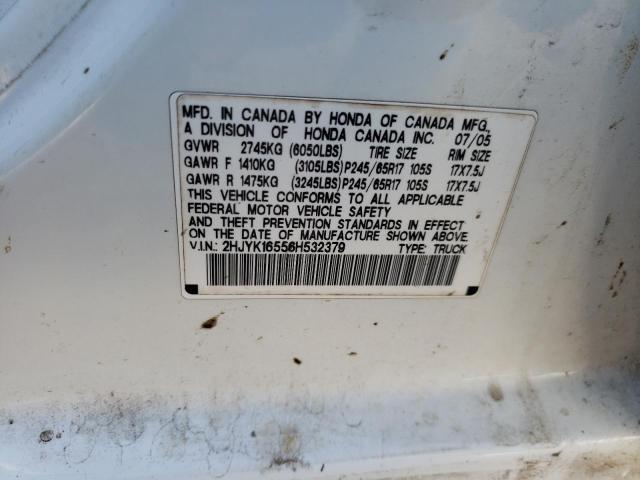 MFD. IN CANADA BY HONDA OF CANADA MFG.,
A DIVISION OF HONDA CANADA INC. 07/05
GVWR 2745KG (6050LBS) TIRE SIZE RIM SIZE
GAWR F 1410KG (3105LBS)P245/65R17 105S 17X7.5J
GAWR R 1475KG (3245LBS)P245/65R17 105S 17X7.5J
THIS VEHICLE CONFORMS TO ALL APPLICABLE
FEDERAL MOTOR VEHICLE SAFETY
AND THEFT PREVENTION STANDARDS IN EFFECT
ON THE DATE OF MANUFACTURE SHOWN ABOVE.
V.I.N.: 2HJYK16556H532379 TYPE: TRUCK